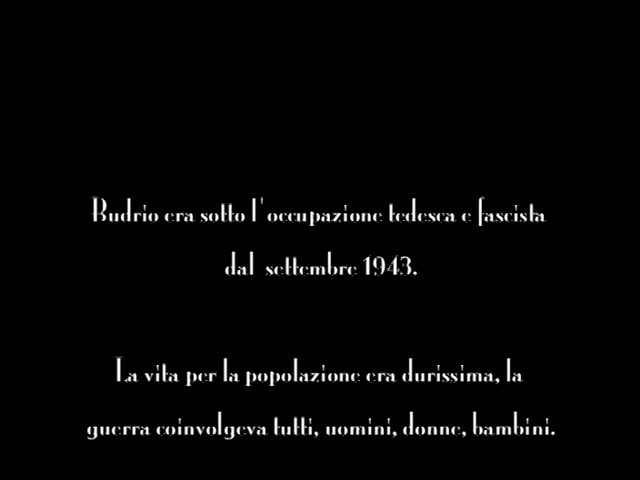 Budrio era sotto l'occupazione tedesca e fascista
dal settembre 1943.
La vita per la popolazione era durissima, la
guerra coinvolgeva tutti, uomini, donne, bambini.